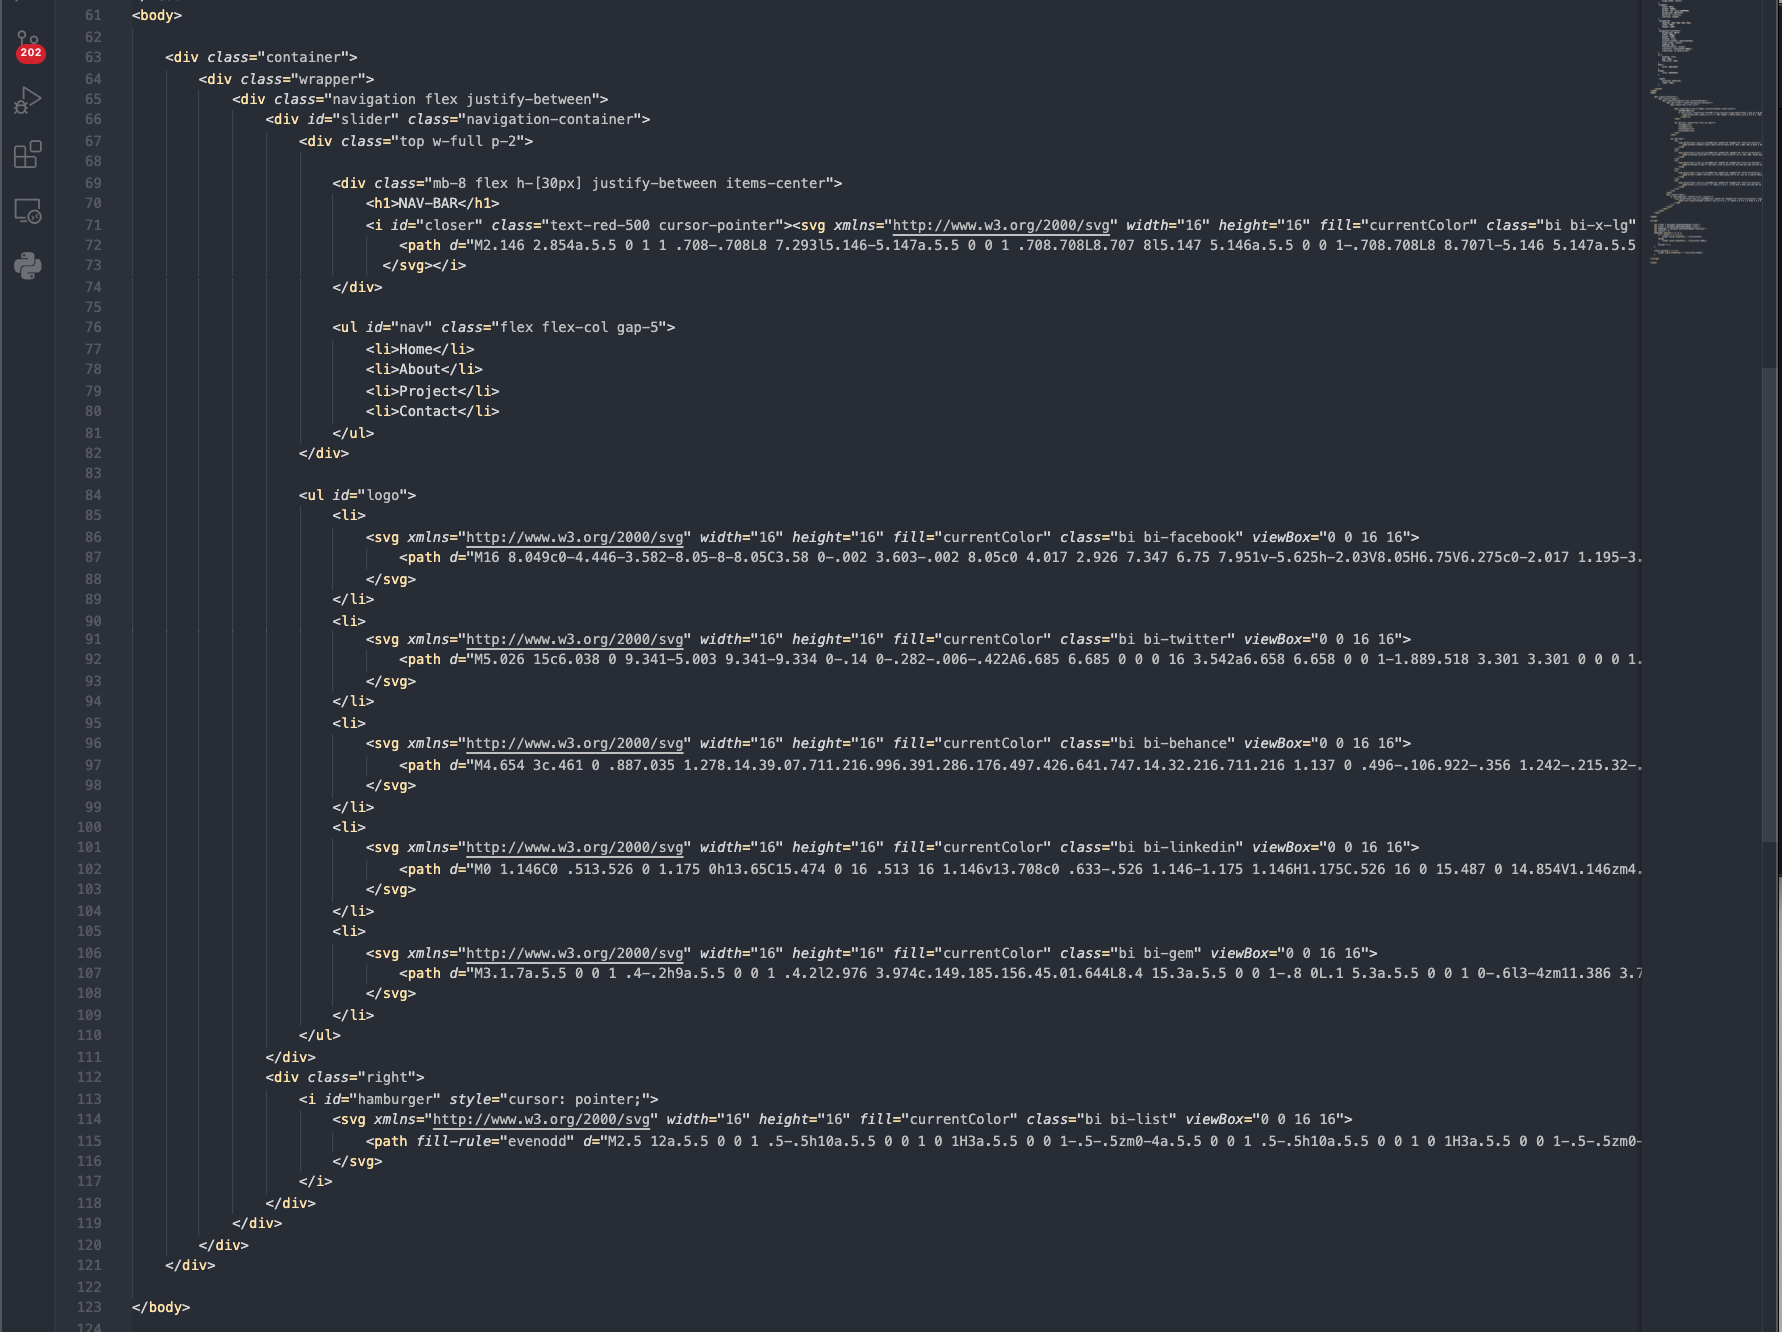 61 <body>
202
62
63 <div class="container">
64 <div class="wrapper">
65 <div class="navigation flex justify-between">
66 <div id="slider" class="navigation-container">
67 <div class="top w-full p-2">
68
69 <div class="mb-8 flex h-[30px] justify-between items-center">
70 <h1>NAV-BAR</h1>
71 <i id="closer" class="text-red-500 cursor-pointer"><svg xmlns="http://www.w3.org/2000/svg" width="16" height="16" fill="currentColor" class="bi bi-x-lg"
72 <path d="M2.146 2.854a.5.5 0 1 1 .708-.708L8 7.293l5.146-5.147a.5.5 0 0 1 .708.708L8.707 8l5.147 5.146a.5.5 0 0 1-.708.708L8 8.707l-5.146 5.147a.5.5
73 </svg></i>
74 </div>
75
76 <ul id="nav" class="flex flex-col gap-5">
77 <li>Home</li>
78 <li>About</li>
79 <li>Project</li>
80 <li>Contact</li>
81 </ul>
82 </div>
83
84 <ul id="logo">
85 <li>
86 <svg xmlns="http://www.w3.org/2000/svg" width="16" height="16" fill="currentColor" class="bi bi-facebook" viewBox="0 0 16 16">
87 <path d="M16 8.049c0-4.446-3.582-8.05-8-8.05C3.58 0-.002 3.603-.002 8.05c0 4.017 2.926 7.347 6.75 7.951v-5.625h-2.03V8.05H6.75V6.275c0-2.017 1.195-3.
88 </svg>
89 </li>
90 <li>
91 <svg xmlns="http://www.w3.org/2000/svg" width="16" height="16" fill="currentColor" class="bi bi-twitter" viewBox="0 0 16 16">
92 <path d="M5.026 15c6.038 0 9.341-5.003 9.341-9.334 0-.14 0-.282-.006-.422A6.685 6.685 0 0 0 16 3.542a6.658 6.658 0 0 1-1.889.518 3.301 3.301 0 0 0 1.
93 </svg>
94 </li>
95 <li>
96 <svg xmlns="http://www.w3.org/2000/svg" width="16" height="16" fill="currentColor" class="bi bi-behance" viewBox="0 0 16 16">
97 <path d="M4.654 3c.461 0 .887.035 1.278.14.39.07.711.216.996.391.286.176.497.426.641.747.14.32.216.711.216 1.137 0 .496-.106.922-.356 1.242-.215.32-.
98 </svg>
99 </li>
100 <li>
101 <svg xmlns="http://www.w3.org/2000/svg" width="16" height="16" fill="currentColor" class="bi bi-linkedin" viewBox="0 0 16 16">
102 <path d="M0 1.146C0 .513.526 0 1.175 0h13.65C15.474 0 16 .513 16 1.146v13.708c0 .633-.526 1.146-1.175 1.146H1.175C.526 16 0 15.487 0 14.854V1.146zm4.
103 </svg>
104 </li>
105 <li>
106 <svg xmlns="http://www.w3.org/2000/svg" width="16" height="16" fill="currentColor" class="bi bi-gem" viewBox="0 0 16 16">
107 <path d="M3.1.7a.5.5 0 0 1 .4-.2h9a.5.5 0 0 1 .4.2l2.976 3.974c.149.185.156.45.01.644L8.4 15.3a.5.5 0 0 1-.8 0L.1 5.3a.5.5 0 0 1 0-.6l3-4zm11.386 3.7
108 </svg>
109 </li>
110 </ul>
111 </div>
112 <div class="right">
113 <i id="hamburger" style="cursor: pointer;">
114 <svg xmlns="http://www.w3.org/2000/svg" width="16" height="16" fill="currentColor" class="bi bi-list" viewBox="0 0 16 16">
115 <path fill-rule="evenodd" d="M2.5 12a.5.5 0 0 1 .5-.5h10a.5.5 0 0 1 0 1H3a.5.5 0 0 1-.5-.5zm0-4a.5.5 0 0 1 .5-.5h10a.5.5 0 0 1 0 1H3a.5.5 0 0 1-.5-.5zm0-
116 </svg>
117 </i>
118 </div>
119 </div>
120 </div>
121 </div>
122
123 </body>
124